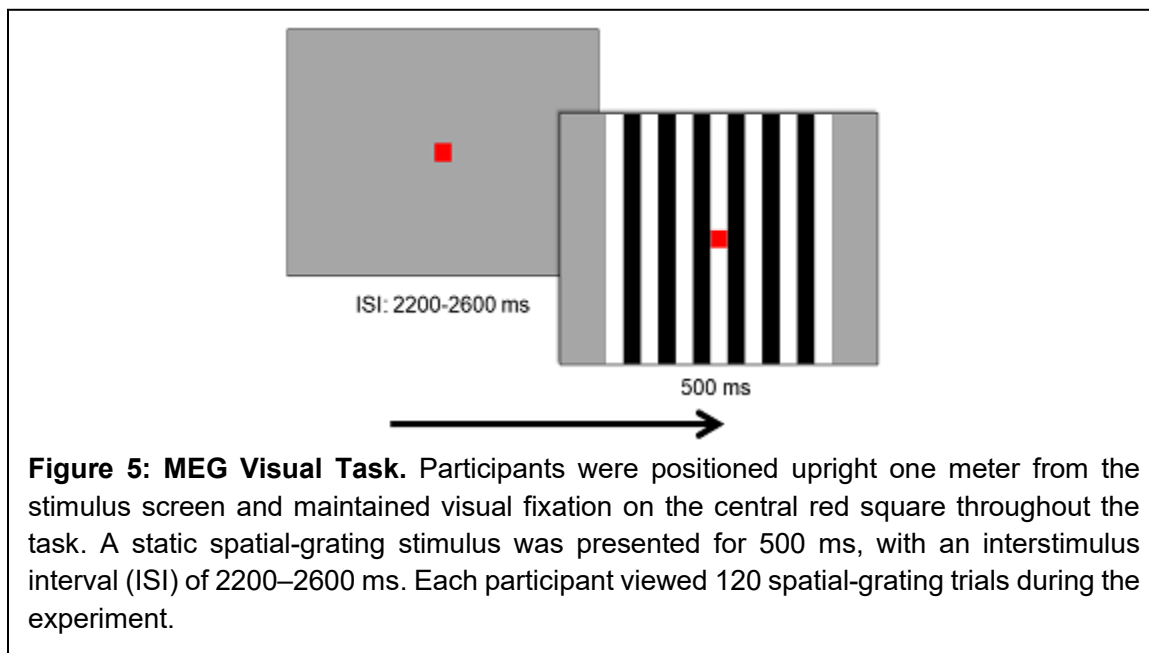 ISI: 2200-2600 ms
500 ms
Figure 5: MEG Visual Task. Participants were positioned upright one meter from the
stimulus screen and maintained visual fixation on the central red square throughout the
task. A static spatial-grating stimulus was presented for 500 ms, with an interstimulus
interval (ISI) of 2200–2600 ms. Each participant viewed 120 spatial-grating trials during the
experiment.